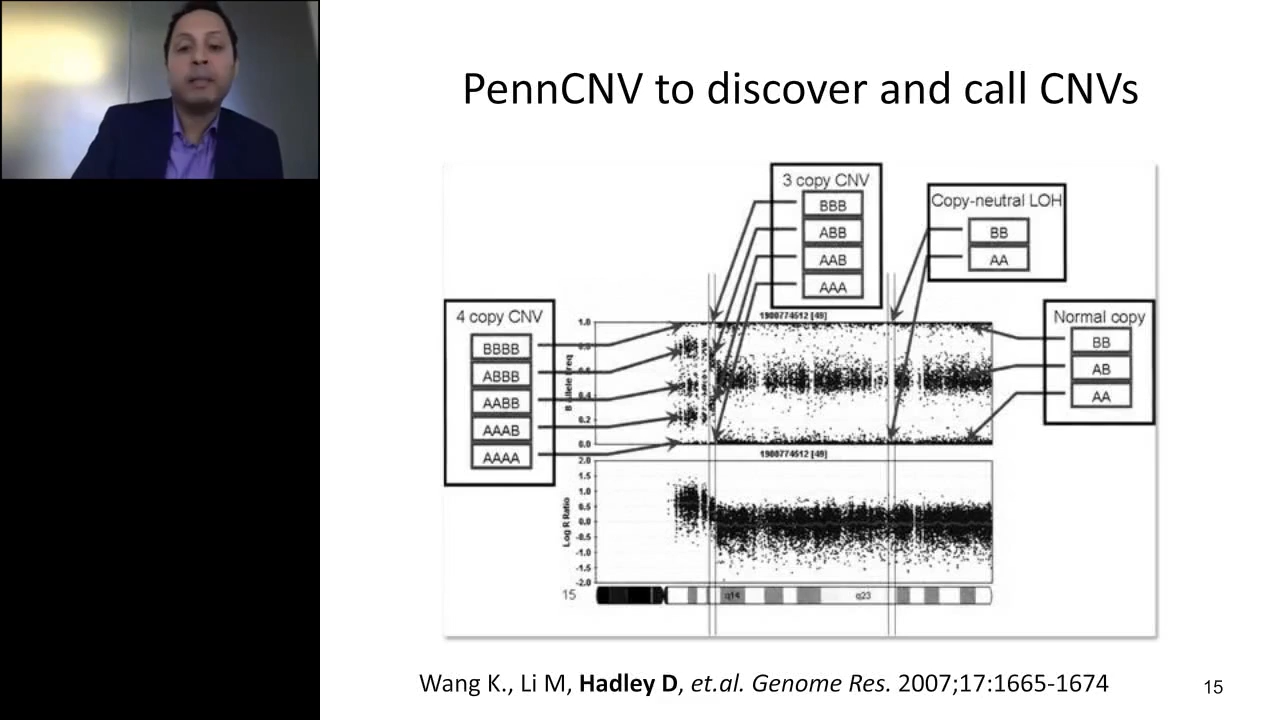 PennCNV to discover and call CNVs
3 copy CNV
BBB
ABB
AAB
AAA
Copy-neutral LOH
BB
AA
4 copy CNV
BBBB
ABBB
AABB
AAAB
AAAA
Normal copy
BB
AB
AA
1900774512 [49]
1.0
0.8
0.6
0.4
0.2
0.0
B allele freq
1900774512 [49]
2.0
1.5
1.0
0.5
0.0
-0.5
-1.0
-1.5
-2.0
Log R Ratio
15
q14
q23
Wang K., Li M, Hadley D, et.al. Genome Res. 2007;17:1665-1674
15